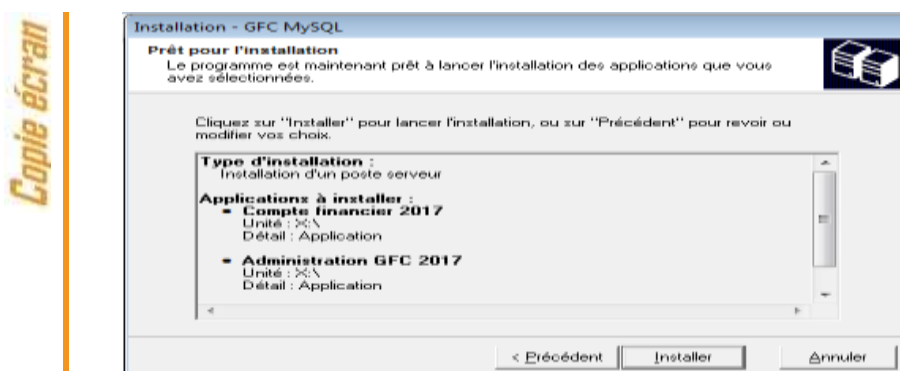 Copie écran
Installation - GFC MySQL
Prêt pour l'installation
Le programme est maintenant prêt à lancer l'installation des applications que vous
avez sélectionnées.
Cliquez sur "Installer" pour lancer l'installation, ou sur "Précédent" pour revoir ou
modifier vos choix.
Type d'installation :
Installation d'un poste serveur
Applications à installer :
- Compte financier 2017
Unité : X:\
Détail : Application
- Administration GFC 2017
Unité : X:\
Détail : Application
< Précédent Installer Annuler